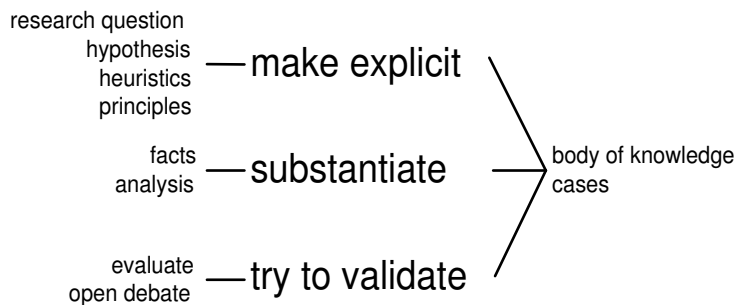 research question
hypothesis
heuristics
principles
make explicit
facts
analysis
substantiate
body of knowledge
cases
evaluate
open debate
try to validate